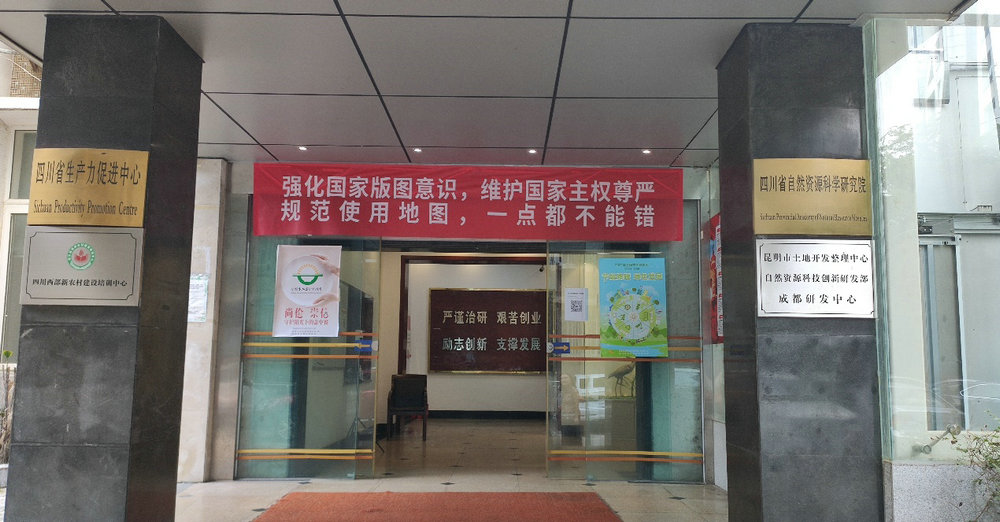 四川省生产力促进中心
Sichuan Productivity Promotion Centre
四川西部新农村建设培训中心
强化国家版图意识，维护国家主权尊严
规范使用地图，一点都不能错
尚俭 崇信
严谨治研 艰苦创业
励志创新 支撑发展
四川省自然资源科学研究院
昆明市土地开发整理中心
自然资源科技创新研发部
成都研发中心